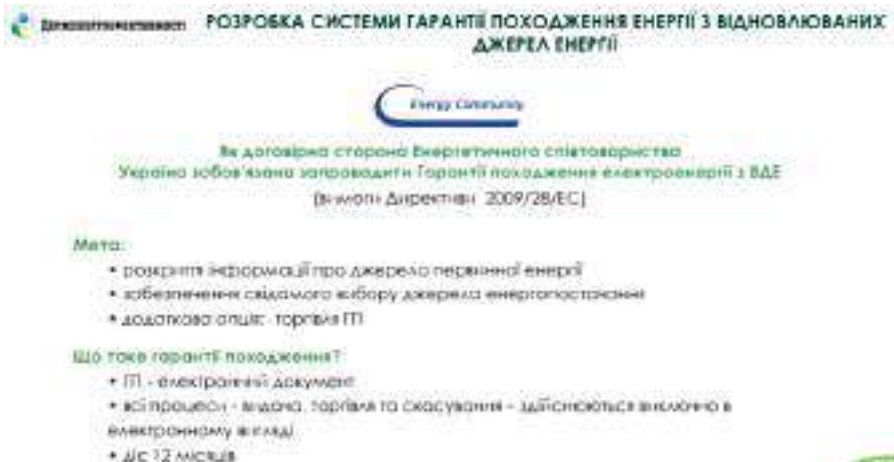 Держенергоефективності
РОЗРОБКА СИСТЕМИ ГАРАНТІЇ ПОХОДЖЕННЯ ЕНЕРГІЇ З ВІДНОВЛЮВАНИХ
ДЖЕРЕЛ ЕНЕРГІЇ
Energy Community
Як договірна сторона Енергетичного співтовариства
Україна зобов'язана запровадити Гарантії походження електроенергії з ВДЕ
(вимоги Директиви 2009/28/ЕС)
Мета:
• розкриття інформації про джерело первинної енергії
• забезпечення свідомого вибору джерела енергопостачання
• додаткова опція: торгівля ГП
Що таке гарантії походження?
• ГП - електронний документ
• всі процеси - видача, торгівля та скасування – здійснюються виключно в
електронному вигляді
• діє 12 місяців